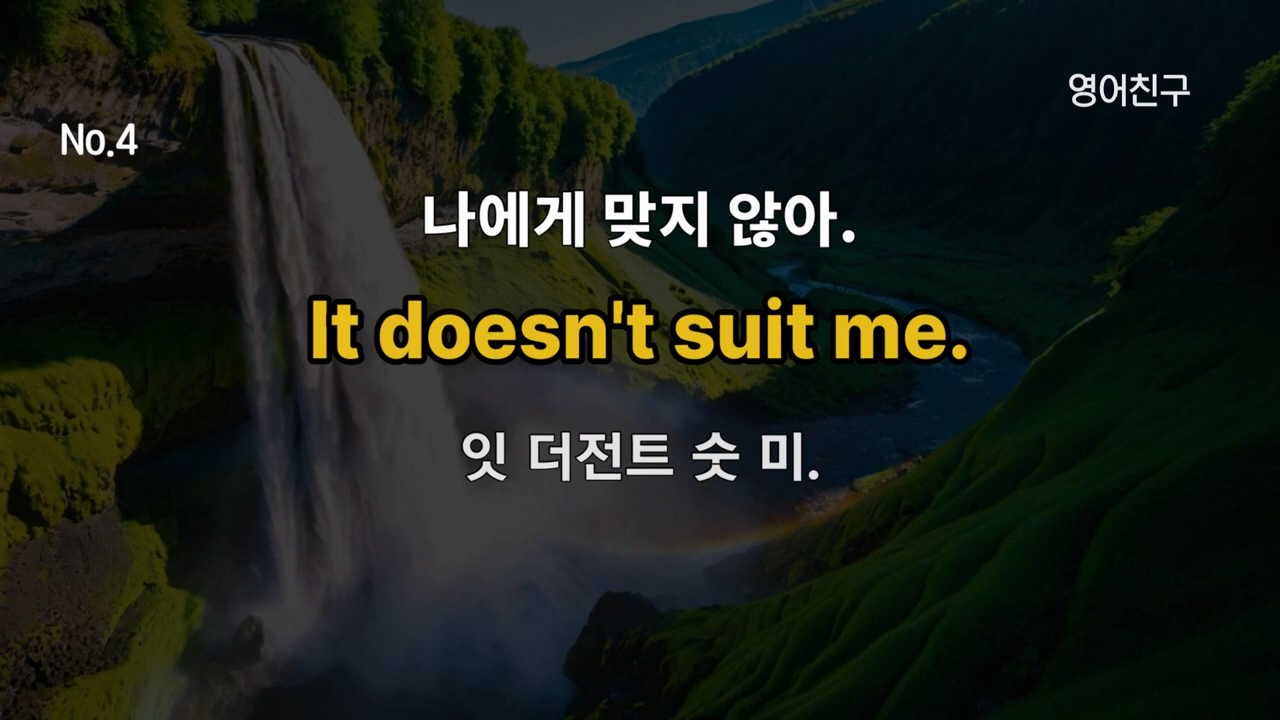 영어친구
No.4
나에게 맞지 않아.
It doesn't suit me.
잇 더전트 숫 미.